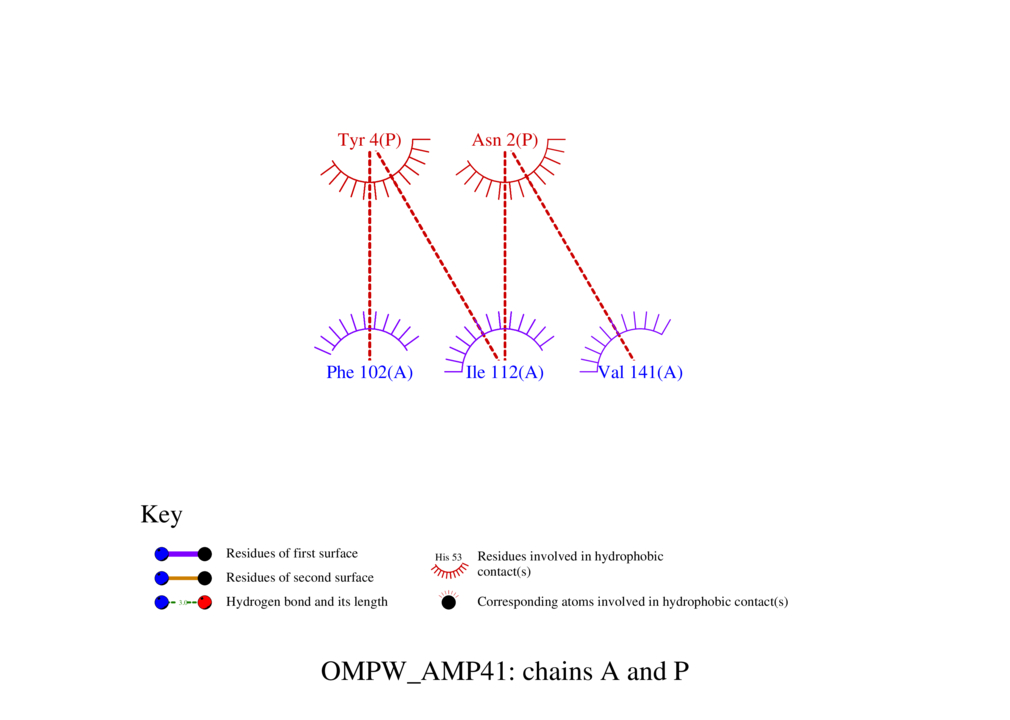 Tyr 4(P) Asn 2(P)
Phe 102(A) Ile 112(A) Val 141(A)
Key
Residues of first surface
Residues of second surface
3.0
Hydrogen bond and its length
His 53
Residues involved in hydrophobic
contact(s)
Corresponding atoms involved in hydrophobic contact(s)
OMPW_AMP41: chains A and P